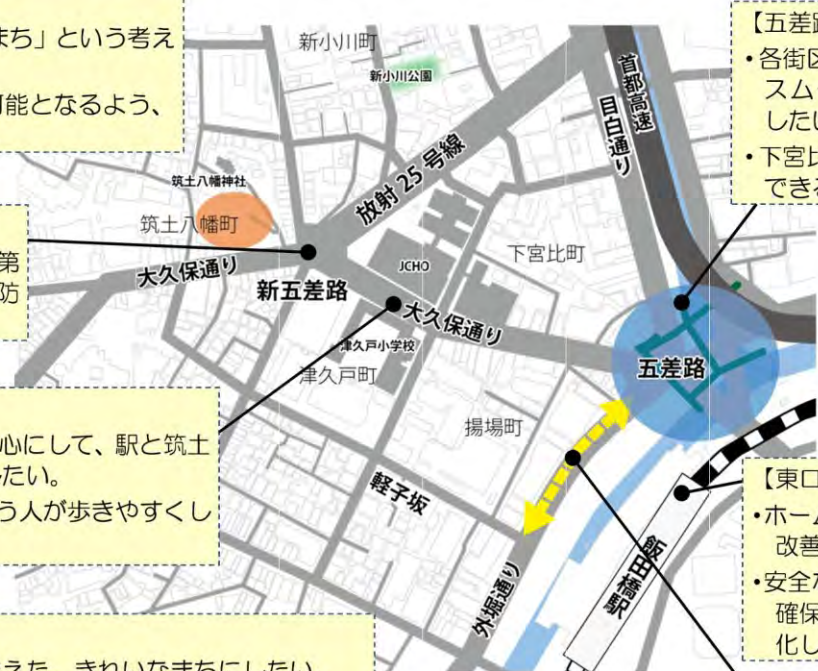 まち」という考え
可能となるよう、
第
防
心にして、駅と筑土
たい。
う人が歩きやすくし
きれいなまちにしたい
【五差路
・各街区
スム
したい
・下宮比
でき
【東口
・ホーム
改善
・安全な
確保
化し
新小川町
新小川公園
首都高速
目白通り
放射25号線
筑土八幡神社
筑土八幡町
大久保通り
新五差路
JCHO
下宮比町
大久保通り
津久戸小学校
津久戸町
五差路
揚場町
軽子坂
外堀通り
飯田橋駅